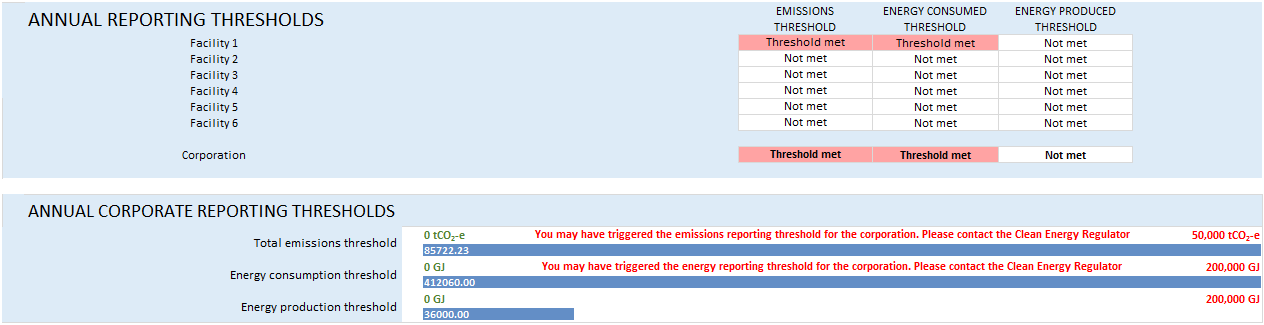 ANNUAL REPORTING THRESHOLDS
EMISSIONS THRESHOLD ENERGY CONSUMED THRESHOLD ENERGY PRODUCED THRESHOLD
Facility 1 Threshold met Threshold met Not met
Facility 2 Not met Not met Not met
Facility 3 Not met Not met Not met
Facility 4 Not met Not met Not met
Facility 5 Not met Not met Not met
Facility 6 Not met Not met Not met
Corporation Threshold met Threshold met Not met
ANNUAL CORPORATE REPORTING THRESHOLDS
Total emissions threshold
0 tCO₂-e You may have triggered the emissions reporting threshold for the corporation. Please contact the Clean Energy Regulator 50,000 tCO₂-e
85722.23
Energy consumption threshold
0 GJ You may have triggered the energy reporting threshold for the corporation. Please contact the Clean Energy Regulator 200,000 GJ
412060.00
Energy production threshold
0 GJ 200,000 GJ
36000.00